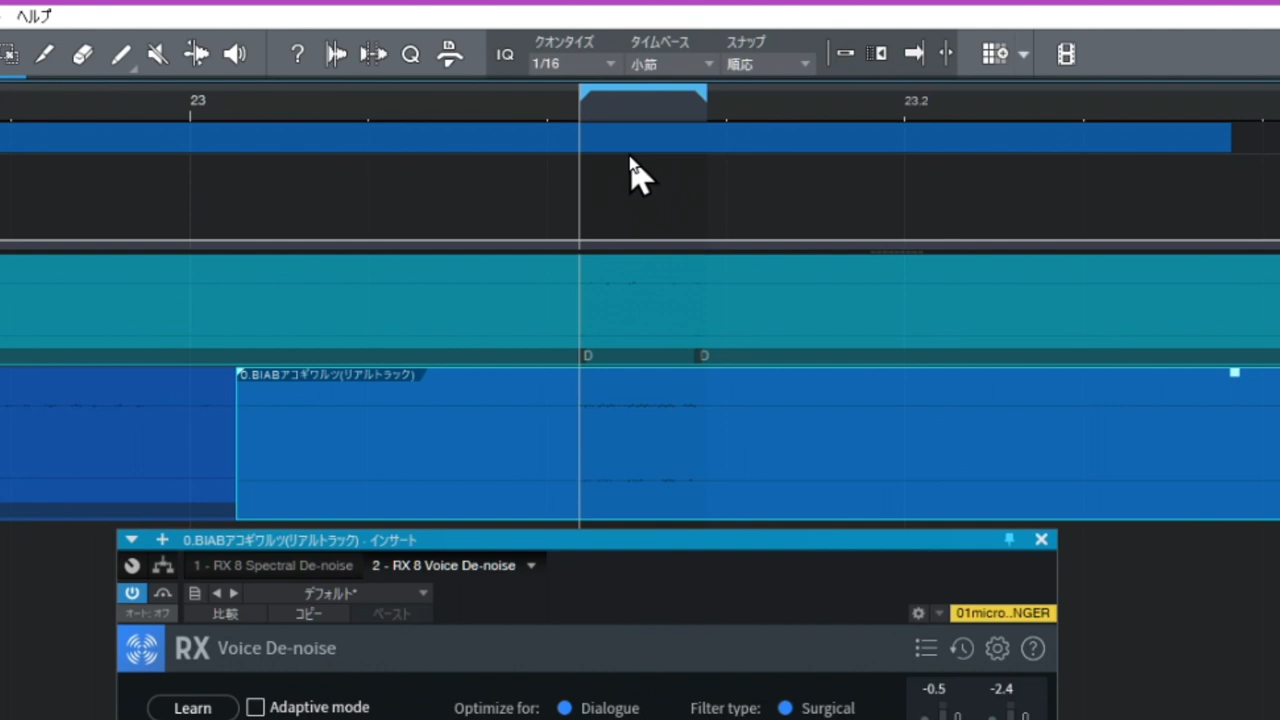 ヘルプ
クオンタイズ タイムベース スナップ
IQ 1/16 小節 順応
23 23.2
D D
0.BIABアコギワルツ(リアルトラック)
0.BIABアコギワルツ(リアルトラック) - インサート
1 - RX 8 Spectral De-noise 2 - RX 8 Voice De-noise
デフォルト*
オート: オフ 比較 コピー ペースト 01micro..NGER
RX Voice De-noise
-0.5 -2.4
Learn Adaptive mode Optimize for: Dialogue Filter type: Surgical
0 0